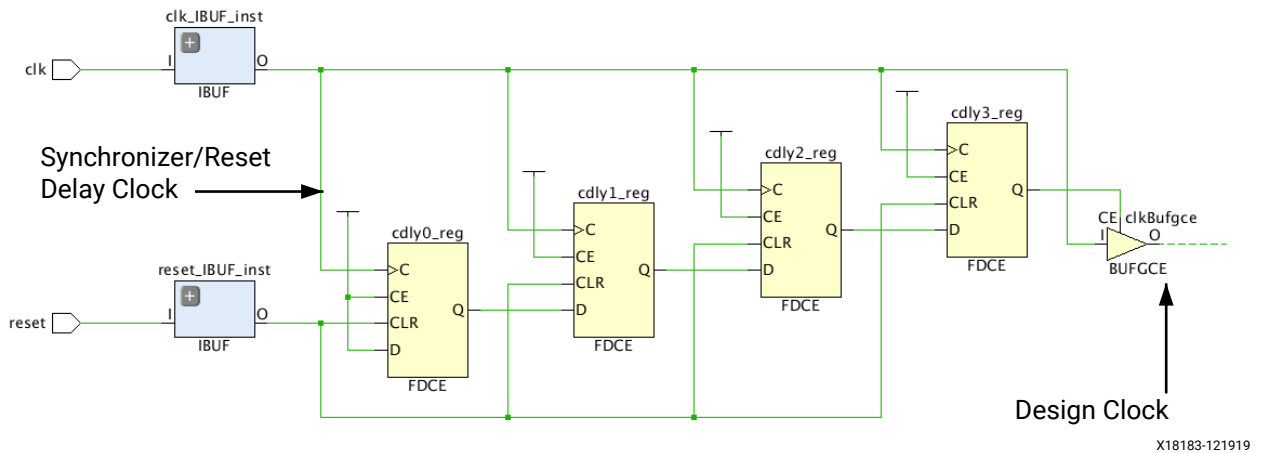 clk_IBUF_inst
clk
I
O
IBUF
Synchronizer/Reset
Delay Clock
reset_IBUF_inst
reset
I
O
IBUF
cdly0_reg
C
CE
CLR
D
Q
FDCE
cdly1_reg
C
CE
CLR
D
Q
FDCE
cdly2_reg
C
CE
CLR
D
Q
FDCE
cdly3_reg
C
CE
CLR
D
Q
FDCE
CE clkBufgce
I
O
BUFGCE
Design Clock
X18183-121919